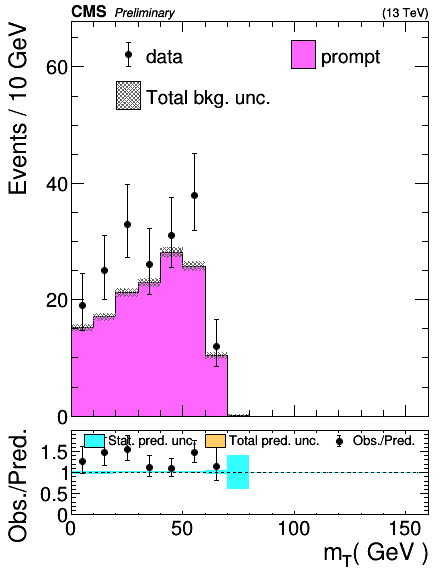 CMS Preliminary (13 TeV)
Events / 10 GeV
data
prompt
Total bkg. unc.
60
40
20
0
Obs./Pred.
Stat. pred. unc.
Total pred. unc.
Obs./Pred.
1.5
1
0.5
0
0 50 100 150
m_T ( GeV )